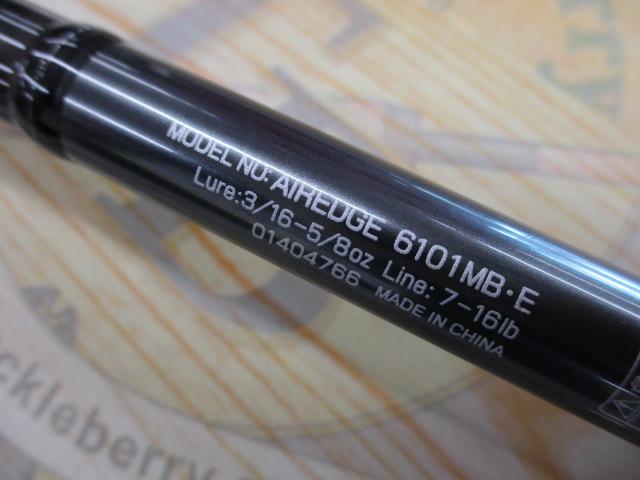 MODEL NO: AIREDGE 6101MB·E
Lure:3/16-5/8oz Line: 7-16lb
01404766 MADE IN CHINA